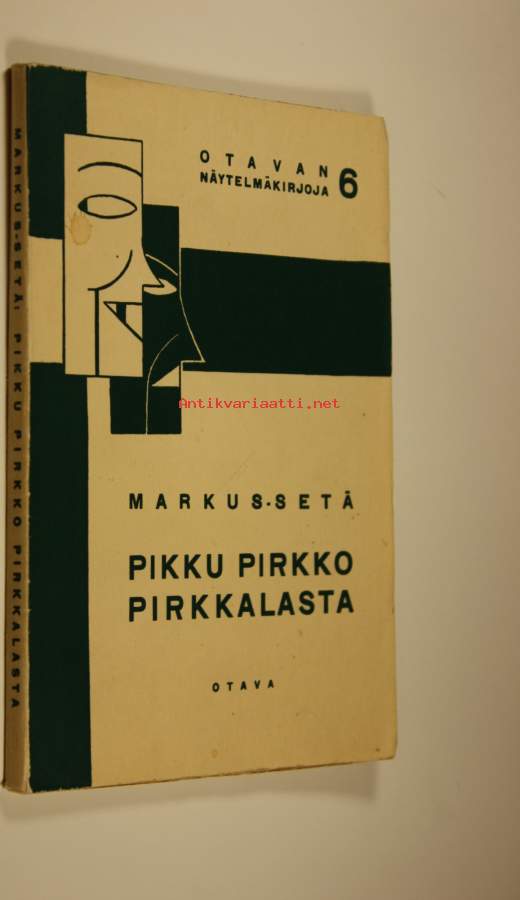 OTAVAN
NÄYTELMÄKIRJOJA 6
MARKUS-SETÄ
PIKKU PIRKKO
PIRKKALASTA
OTAVA
MARKUS-SETÄ: PIKKU PIRKKO PIRKKALASTA
Antikvariaatti.net